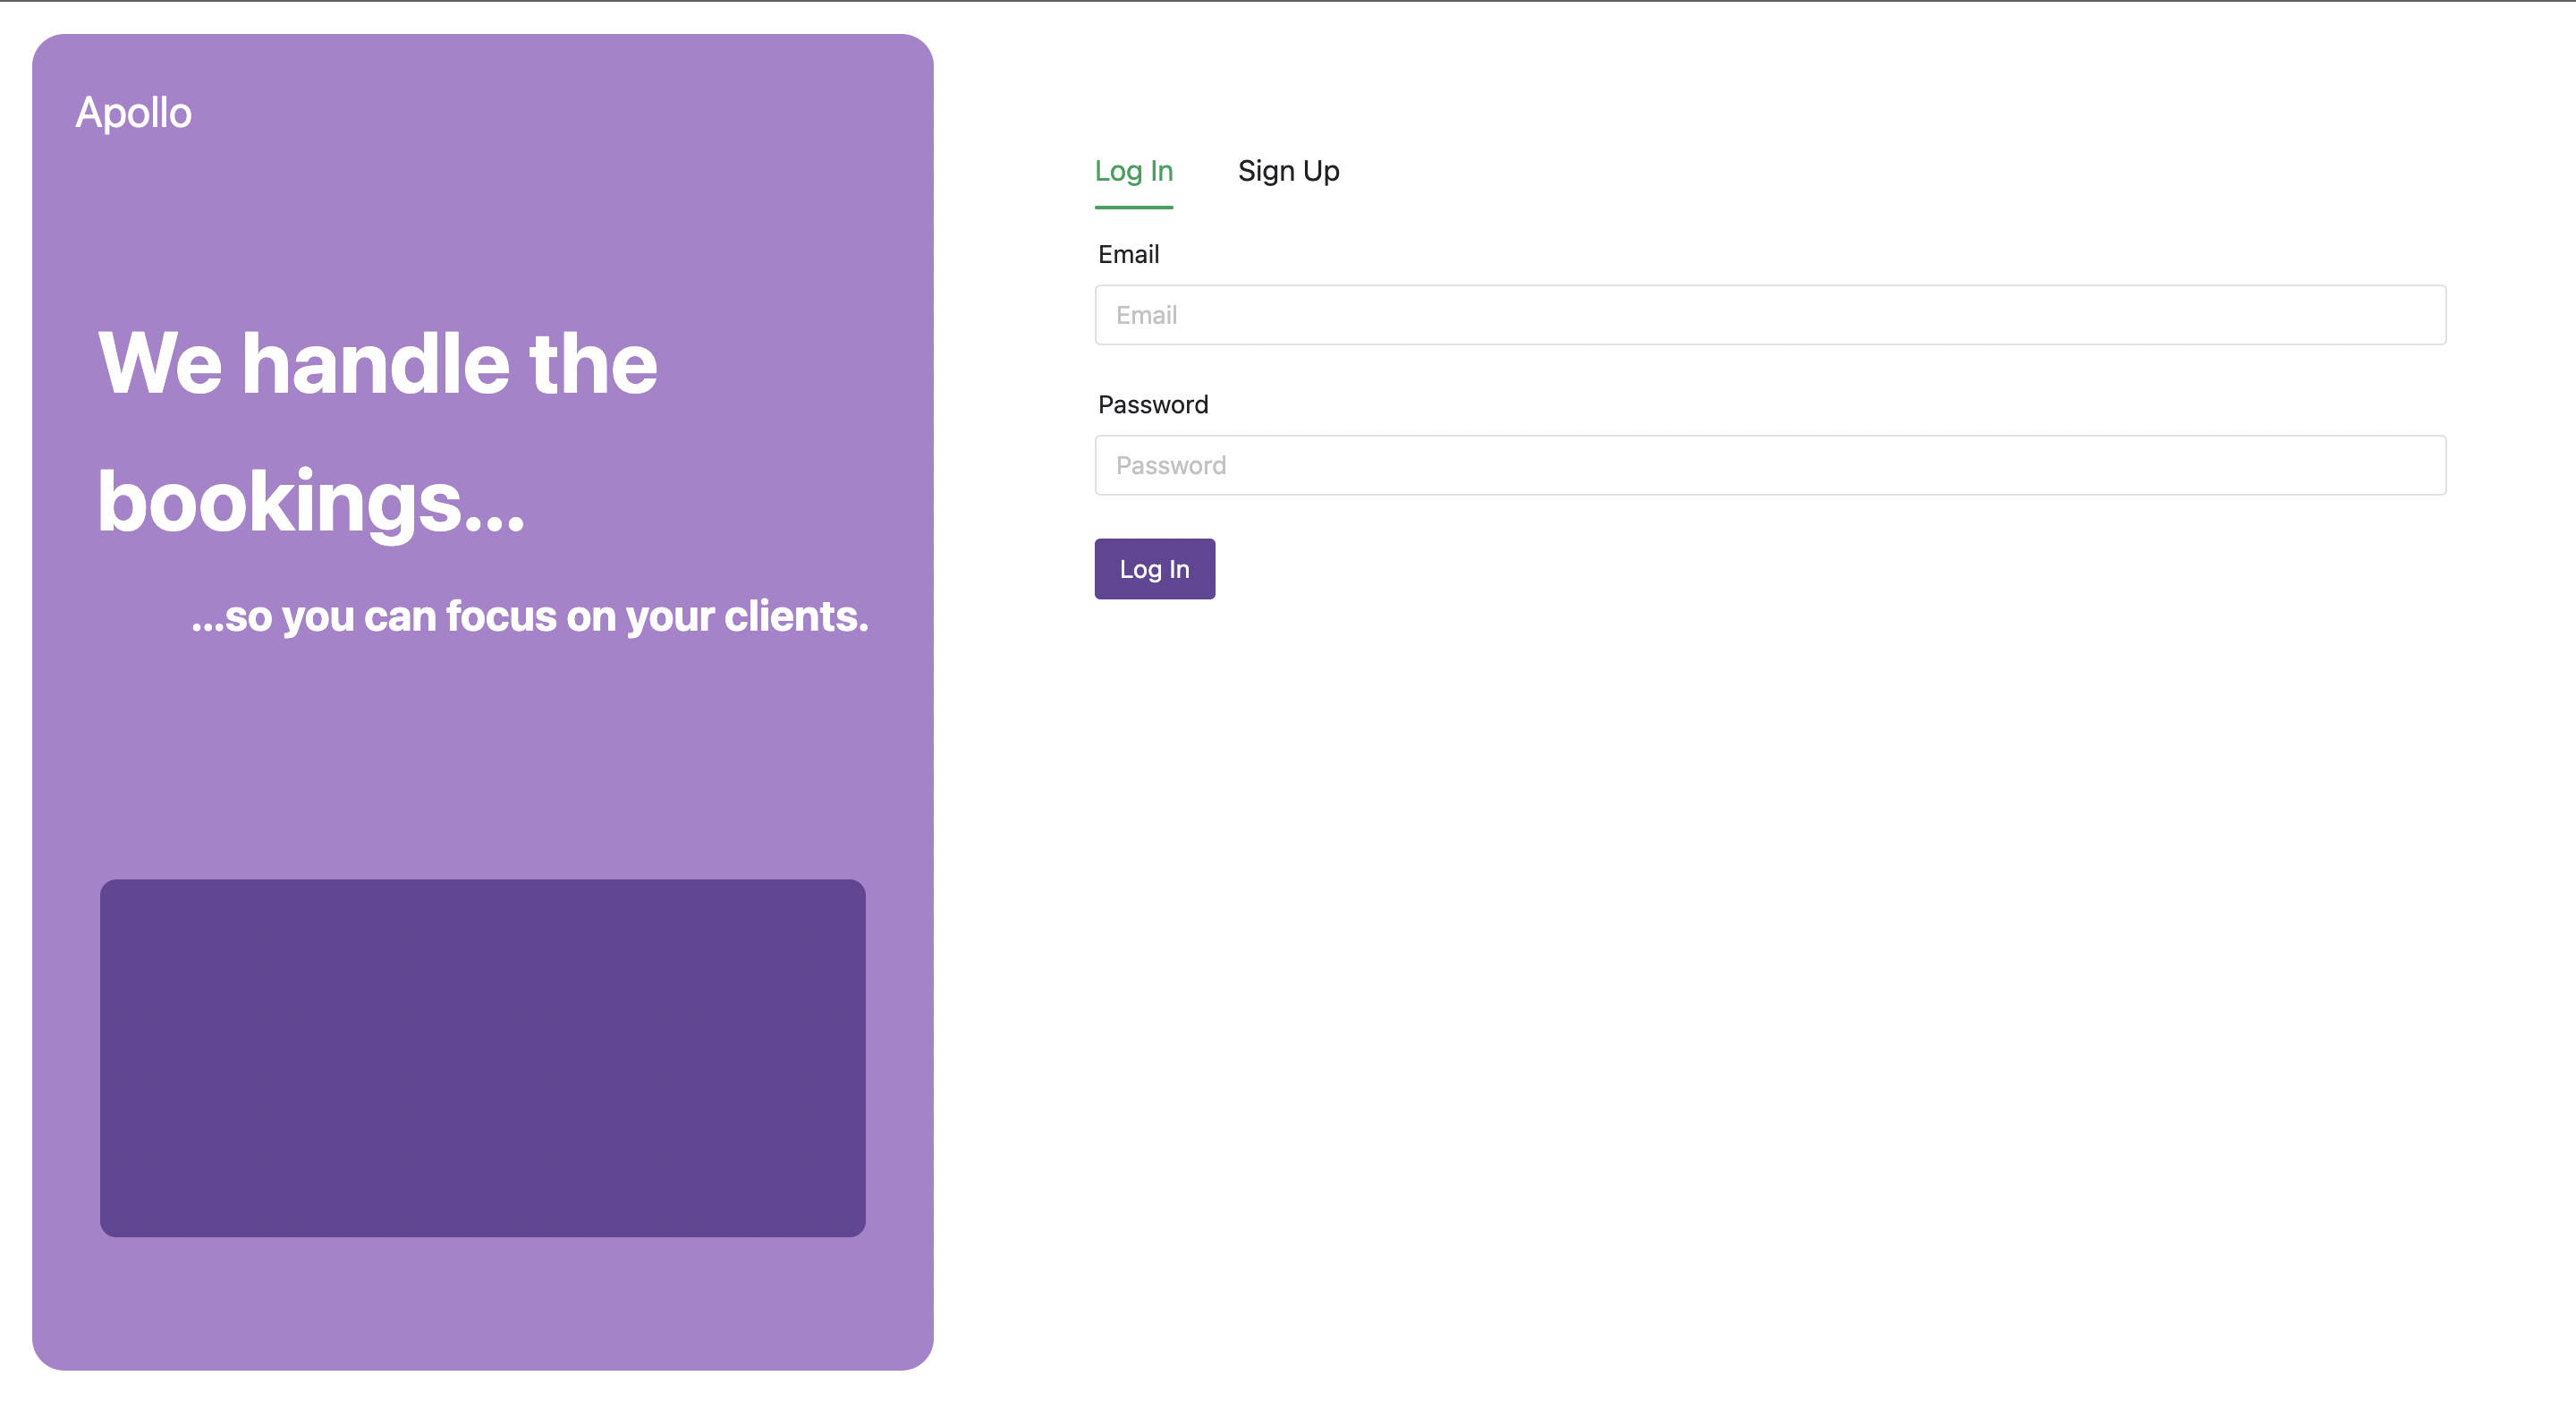 Apollo
We handle the
bookings...
...so you can focus on your clients.
Log In
Sign Up
Email
Email
Password
Password
Log In